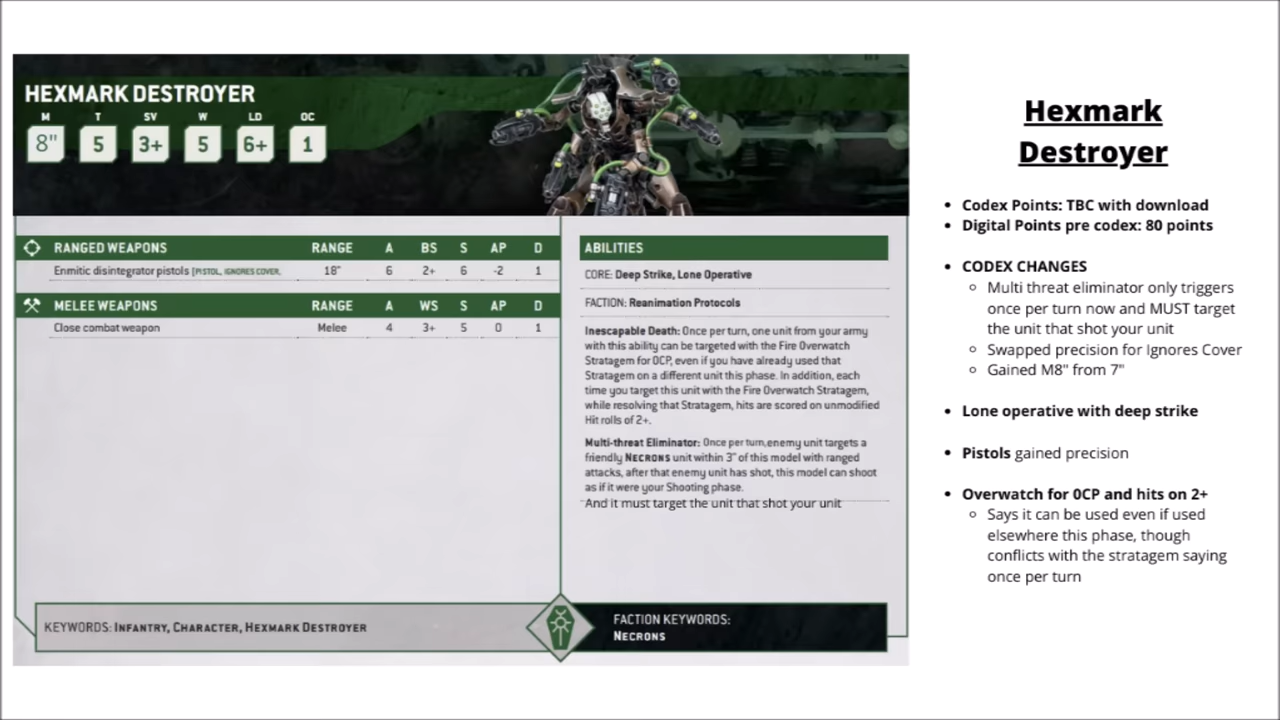 HEXMARK DESTROYER
M T SV W LD OC
8" 5 3+ 5 6+ 1
RANGED WEAPONS RANGE A BS S AP D
Enmitic disintegrator pistols [PISTOL, IGNORES COVER, 18" 6 2+ 6 -2 1
MELEE WEAPONS RANGE A WS S AP D
Close combat weapon Melee 4 3+ 5 0 1
ABILITIES
CORE: Deep Strike, Lone Operative
FACTION: Reanimation Protocols
Inescapable Death: Once per turn, one unit from your army
with this ability can be targeted with the Fire Overwatch
Stratagem for 0CP, even if you have already used that
Stratagem on a different unit this phase. In addition, each
time you target this unit with the Fire Overwatch Stratagem,
while resolving that Stratagem, hits are scored on unmodified
Hit rolls of 2+.
Multi-threat Eliminator: Once per turn,enemy unit targets a
friendly NECRONS unit within 3" of this model with ranged
attacks, after that enemy unit has shot, this model can shoot
as if it were your Shooting phase.
And it must target the unit that shot your unit
KEYWORDS: INFANTRY, CHARACTER, HEXMARK DESTROYER
FACTION KEYWORDS:
NECRONS
Hexmark
Destroyer
• Codex Points: TBC with download
• Digital Points pre codex: 80 points
• CODEX CHANGES
◦ Multi threat eliminator only triggers
once per turn now and MUST target
the unit that shot your unit
◦ Swapped precision for Ignores Cover
◦ Gained M8" from 7"
• Lone operative with deep strike
• Pistols gained precision
• Overwatch for 0CP and hits on 2+
◦ Says it can be used even if used
elsewhere this phase, though
conflicts with the stratagem saying
once per turn